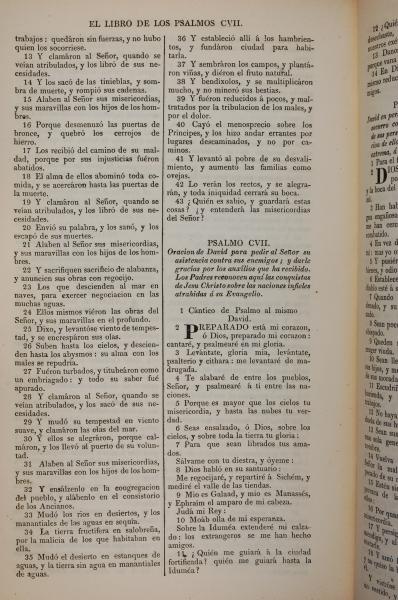 EL LIBRO DE LOS PSALMOS CVII.
trabajos: quedáron sin fuerzas, y no hubo
quien los socorriese.
13 Y clamáron al Señor, quando se
veian atribulados, y los libró de sus ne-
cesidades.
14 Y los sacó de las tinieblas, y som-
bra de muerte, y rompió sus cadenas.
15 Alaben al Señor sus misericordias,
y sus maravillas con los hijos de los hom-
bres.
16 Porque desmenuzó las puertas de
bronce, y quebró los cerrojos de
hierro.
17 Los recibió del camino de su mal-
dad, porque por sus injusticias fuéron
abatidos.
18 El alma de ellos abominó toda co-
mida, y se acercáron hasta las puertas de
la muerte.
19 Y clamáron al Señor, quando se
veian atribulados, y los libró de sus ne-
cesidades.
20 Envió su palabra, y los sanó, y los
escapó de sus muertes.
21 Alaben al Señor sus misericordias,
y sus maravillas con los hijos de los hom-
bres.
22 Y sacrifiquen sacrificio de alabanza,
y anuncien sus obras con regocijo.
23 Los que descienden al mar en
naves, para exercer negociacion en las
muchas aguas.
24 Ellos mismos viéron las obras del
Señor, y sus maravillas en el profundo.
25 Dixo, y levantóse viento de tempes-
tad, y se encrespáron sus olas.
26 Suben hasta los cielos, y descien-
den hasta los abysmos: su alma con los
males se repudría.
27 Fuéron turbados, y titubeáron como
un embriagado: y todo su saber fué
apurado.
28 Y clamáron al Señor, quando se
veian atribulados, y los sacó de sus ne-
cesidades.
29 Y mudó su tempestad en viento
suave, y calmáron las olas del mar.
30 Y ellos se alegráron, porque cal-
máron, y los llevó al puerto de su volun-
tad.
31 Alaben al Señor sus misericordias,
y sus maravillas con los hijos de los hom-
bres.
32 Y ensálzenlo en la congregacion
del pueblo, y alábenlo en el consistorio
de los Ancianos.
33 Mudó los rios en desiertos, y los
manantiales de las aguas en sequía.
34 La tierra fructífera en salobreña,
por la malicia de los que habitaban en
ella.
35 Mudó el desierto en estanques de
aguas, y la tierra sin agua en manantiales
de aguas.
36 Y estableció allí á los hambrien-
tos, y fundáron ciudad para habi-
tarla.
37 Y sembráron los campos, y plantá-
ron viñas, y diéron el fruto natural.
38 Y bendíxolos, y se multiplicáron
mucho, y no minoró sus bestias.
39 Y fuéron reducidos á pocos, y mal-
tratados por la tribulacion de los males, y
por el dolor.
40 Cayó el menosprecio sobre los
Príncipes, y los hizo andar errantes por
lugares descaminados, y no por ca-
minos.
41 Y levantó al pobre de su desvali-
miento, y aumentó las familias como
ovejas.
42 Lo verán los rectos, y se alegra-
rán, y toda iniquidad cerrará su boca.
43 ¿Quién es sabio, y guardará estas
cosas? ¿y entenderá las misericordias
del Señor?
PSALMO CVII.
Oracion de David para pedir al Señor su
asistencia contra sus enemigos; y darle
gracias por los auxîlios que ha recibido.
Los Padres reconocen aquí las conquistas
de Jesu Christo sobre las naciones infieles
atrahidas á su Evangelio.
1 Cántico de Psalmo al mismo
David.
2 PREPARADO está mi corazon,
ó Dios, preparado mi corazon:
cantaré, y psalmearé en mi gloria.
3 Levántate, gloria mia, levántate,
psalterio y cíthara: me levantaré de ma-
drugada.
4 Te alabaré de entre los pueblos,
Señor, y psalmearé á tí entre las na-
ciones.
5 Porque es mayor que los cielos tu
misericordia, y hasta las nubes tu ver-
dad.
6 Seas ensalzado, ó Dios, sobre los
cielos, y sobre toda la tierra tu gloria:
7 Para que sean librados tus ama-
dos.
Sálvame con tu diestra, y óyeme:
8 Dios habló en su santuario:
Me regocijaré, y repartiré á Sichêm, y
mediré el valle de las tiendas.
9 Mio es Galaad, y mio es Manassés,
y Ephraim el amparo de mi cabeza.
Judá mi Rey:
10 Moáb olla de mi esperanza.
Sobre la Iduméa extenderé mi calza-
do: los extrangeros se me han hecho
amigos.
11 ¿Quién me guiará á la ciudad
fortificada? quién me guiará hasta la
Iduméa?